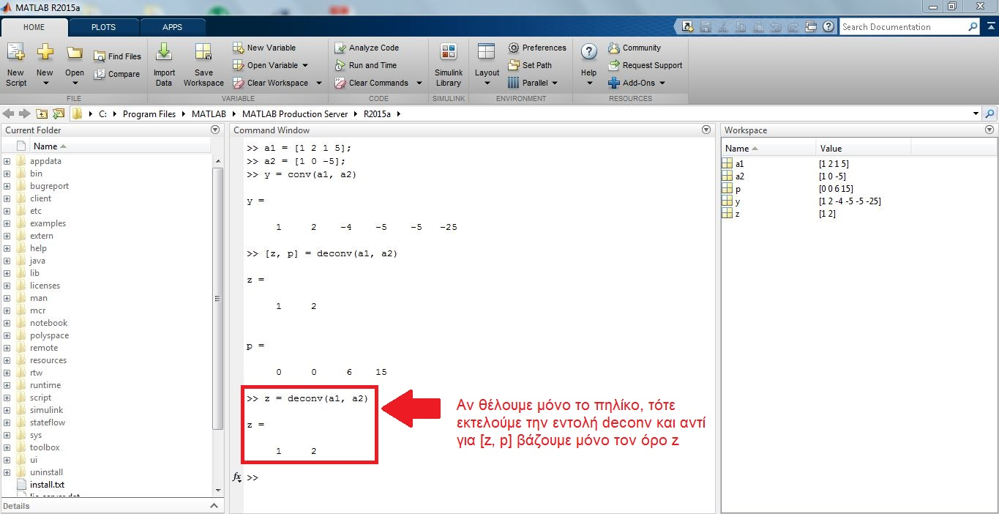 MATLAB R2015a
HOME PLOTS APPS
Search Documentation
New Script
New
Open
Find Files
Compare
Import Data
Save Workspace
New Variable
Open Variable
Clear Workspace
Analyze Code
Run and Time
Clear Commands
Simulink Library
Layout
Preferences
Set Path
Parallel
Help
Community
Request Support
Add-Ons
FILE VARIABLE CODE SIMULINK ENVIRONMENT RESOURCES
C: Program Files MATLAB MATLAB Production Server R2015a
Current Folder
Name
appdata
bin
bugreport
client
etc
examples
extern
help
java
lib
licenses
man
mcr
notebook
polyspace
remote
resources
rtw
runtime
script
simulink
stateflow
sys
toolbox
ui
uninstall
install.txt
Details
Command Window
>> a1 = [1 2 1 5];
>> a2 = [1 0 -5];
>> y = conv(a1, a2)
y =
1 2 -4 -5 -5 -25
>> [z, p] = deconv(a1, a2)
z =
1 2
p =
0 0 6 15
>> z = deconv(a1, a2)
z =
1 2
fx >>
Αν θέλουμε μόνο το πηλίκο, τότε
εκτελούμε την εντολή deconv και αντί
για [z, p] βάζουμε μόνο τον όρο z
Workspace
Name Value
a1 [1 2 1 5]
a2 [1 0 -5]
p [0 0 6 15]
y [1 2 -4 -5 -5 -25]
z [1 2]